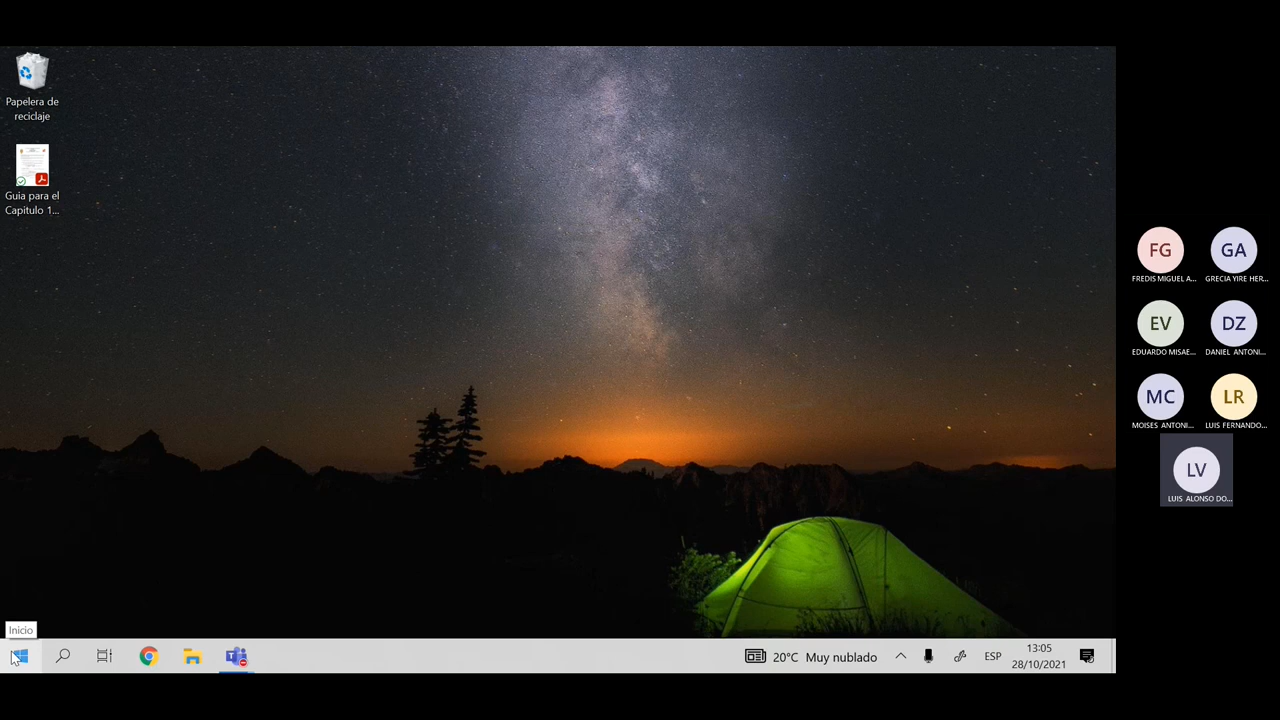 Papelera de
reciclaje
Guia para el
Capitulo 1...
FG
GA
FREDIS MIGUEL A...
GRECIA YIRE HER...
EV
DZ
EDUARDO MISAE...
DANIEL ANTONI...
MC
LR
MOISES ANTONI...
LUIS FERNANDO...
LV
LUIS ALONSO DO...
Inicio
20°C Muy nublado
ESP
13:05
28/10/2021